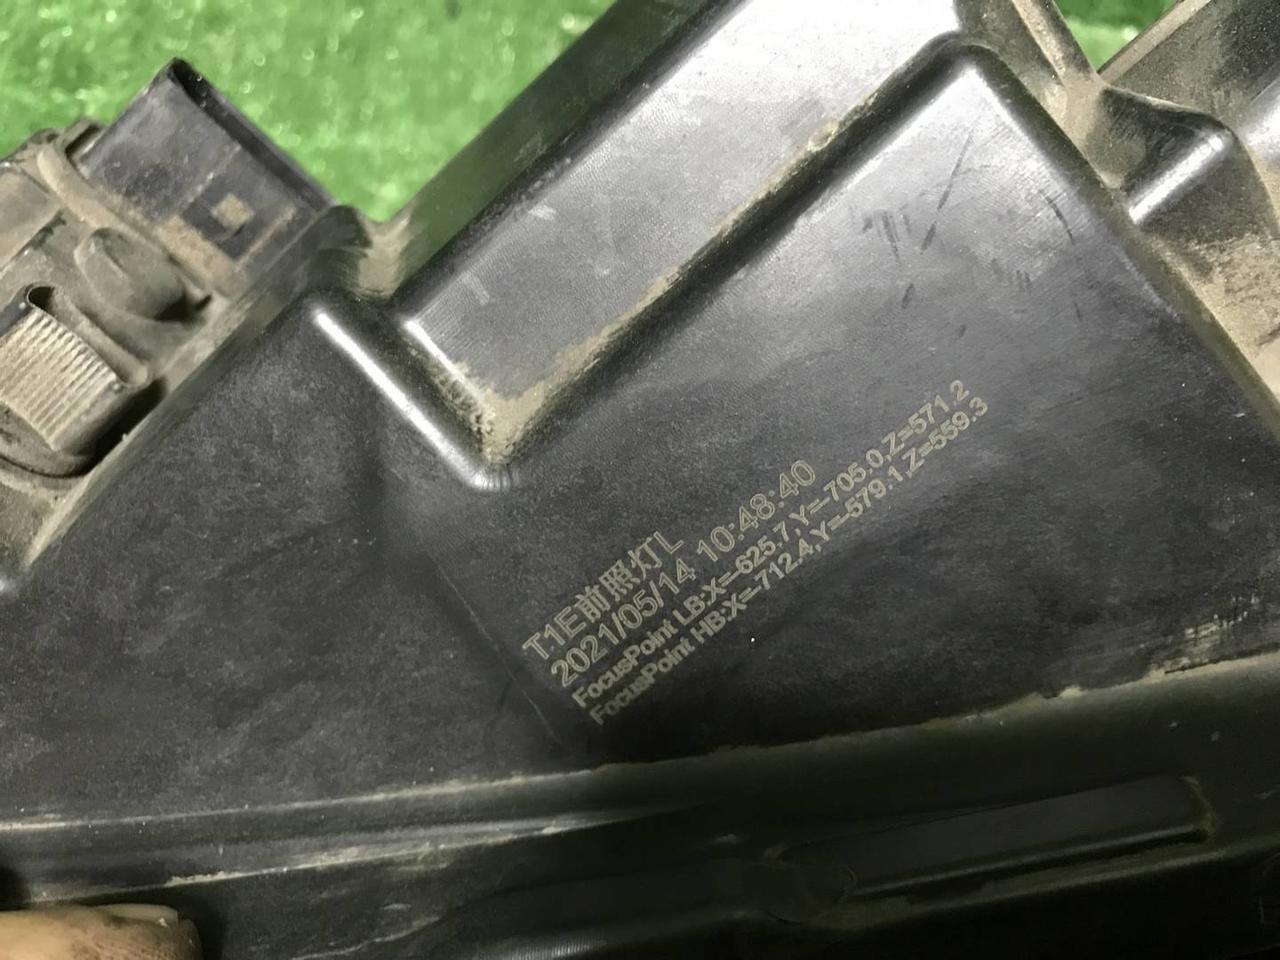 T1E前照灯L
2021/05/14 10:48:40
FocusPoint LB:X=-625.7,Y=-705.0,Z=571.2
FocusPoint HB:X=-712.4,Y=-579.1,Z=559.3